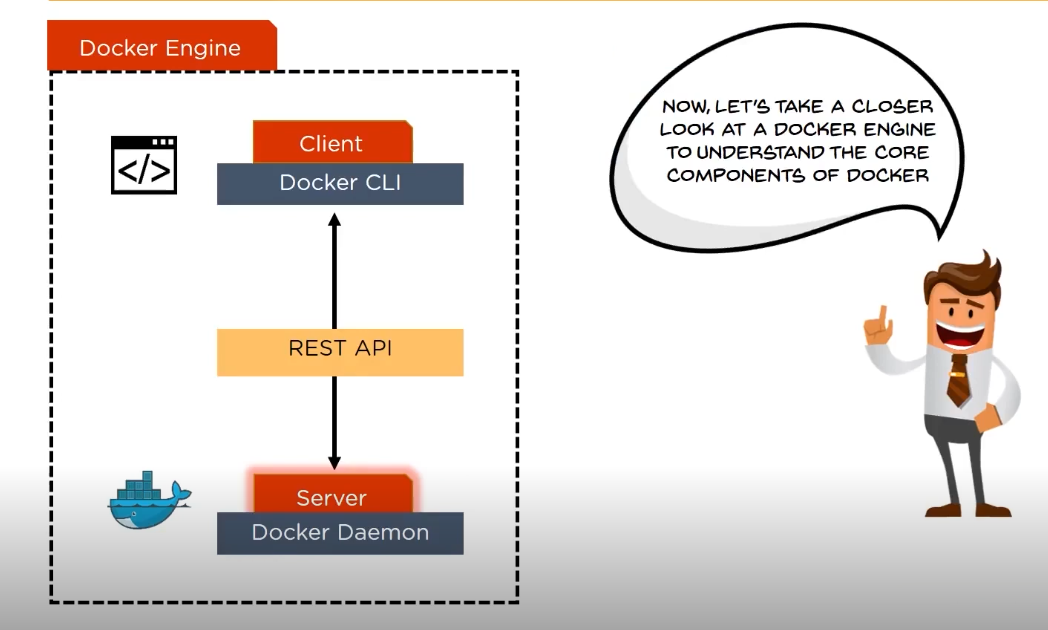 Docker Engine
Client
Docker CLI
REST API
Server
Docker Daemon
NOW, LET'S TAKE A CLOSER
LOOK AT A DOCKER ENGINE
TO UNDERSTAND THE CORE
COMPONENTS OF DOCKER